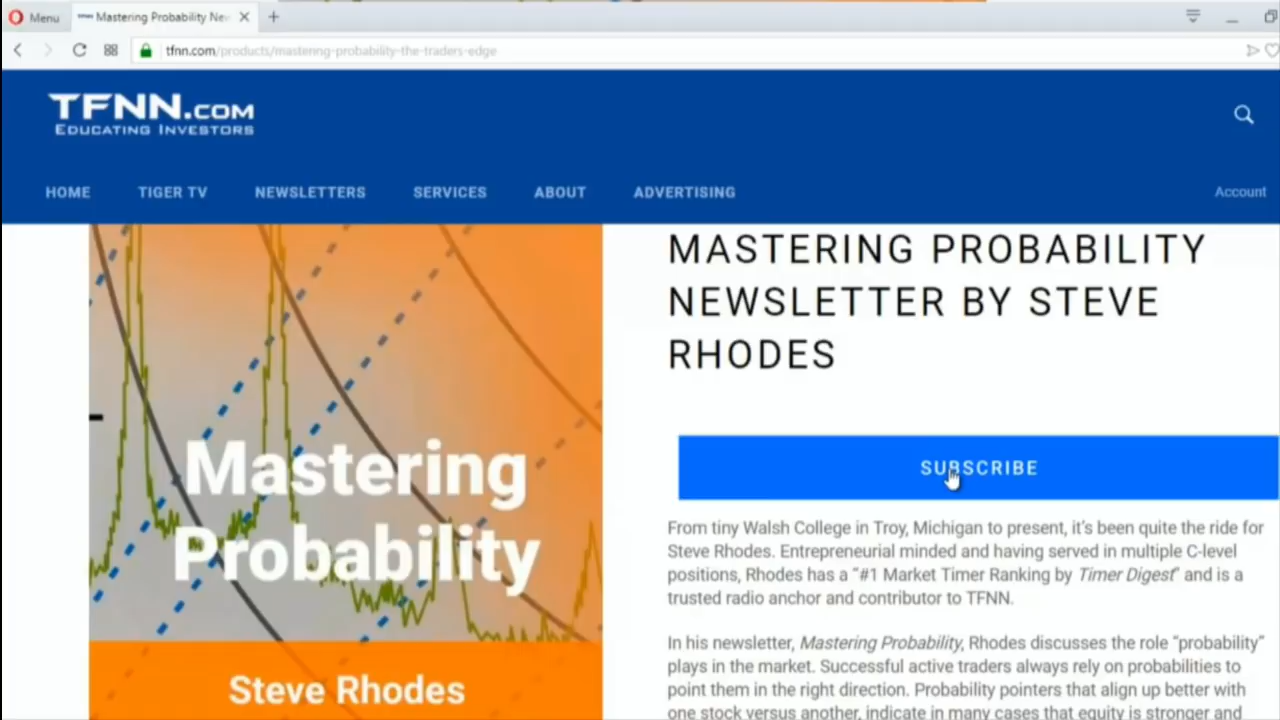 Menu
Mastering Probability Nev
tfnn.com/products/mastering-probability-the-traders-edge
TFNN.COM
EDUCATING INVESTORS
HOME TIGER TV NEWSLETTERS SERVICES ABOUT ADVERTISING Account
MASTERING PROBABILITY
NEWSLETTER BY STEVE
RHODES
Mastering
Probability
Steve Rhodes
SUBSCRIBE
From tiny Walsh College in Troy, Michigan to present, it's been quite the ride for
Steve Rhodes. Entrepreneurial minded and having served in multiple C-level
positions, Rhodes has a “#1 Market Timer Ranking by Timer Digest” and is a
trusted radio anchor and contributor to TFNN.
In his newsletter, Mastering Probability, Rhodes discusses the role “probability”
plays in the market. Successful active traders always rely on probabilities to
point them in the right direction. Probability pointers that align up better with
one stock versus another, indicate in many cases that equity is stronger and